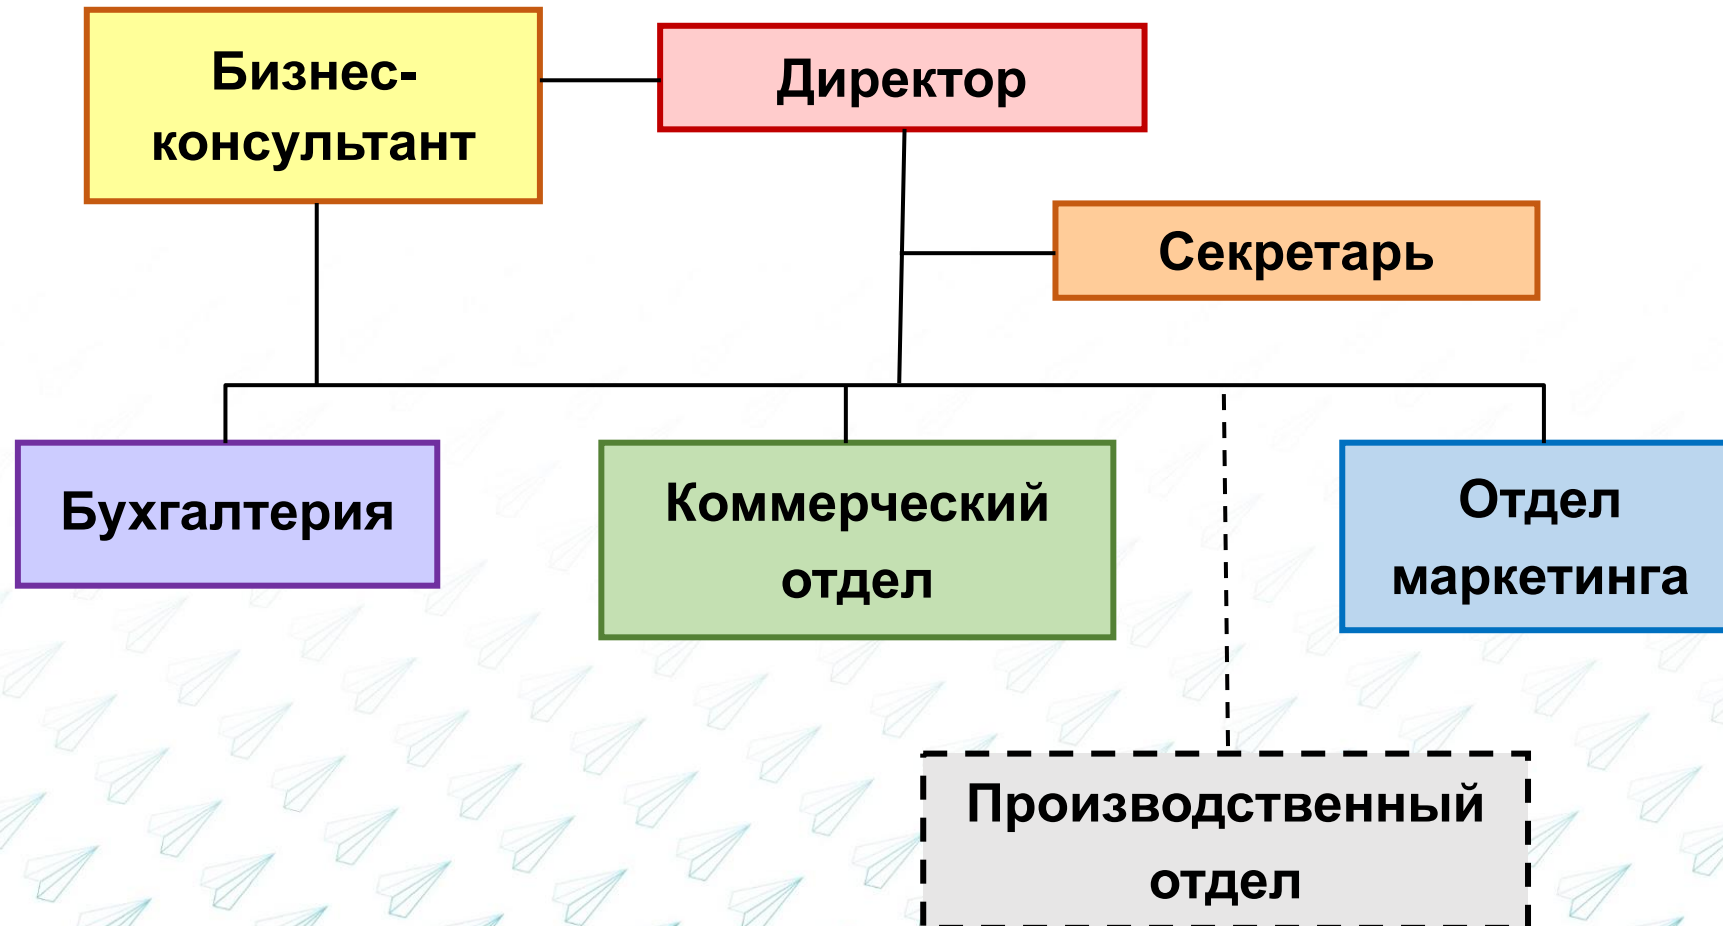 Бизнес-
консультант
Директор
Секретарь
Бухгалтерия
Коммерческий
отдел
Отдел
маркетинга
Производственный
отдел